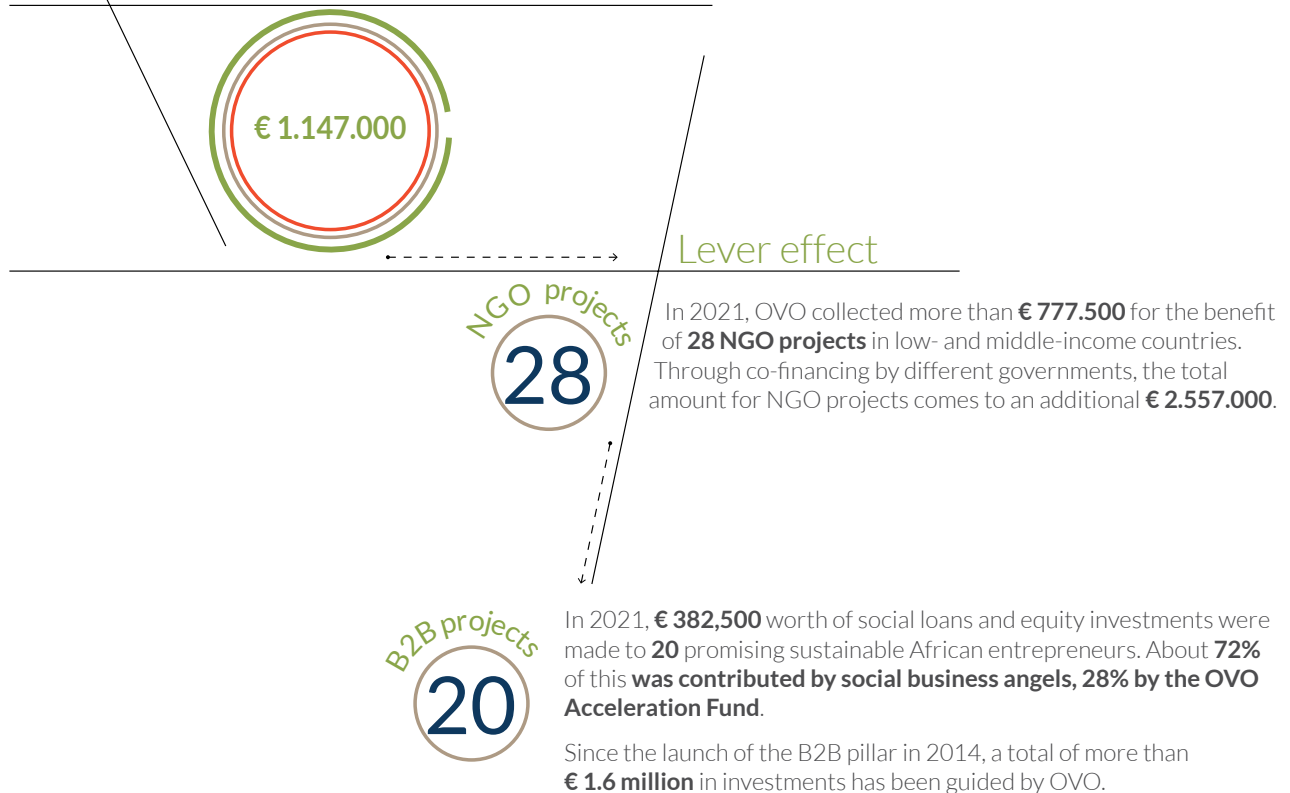 € 1.147.000
Lever effect
NGO projects
28
In 2021, OVO collected more than € 777.500 for the benefit
of 28 NGO projects in low- and middle-income countries.
Through co-financing by different governments, the total
amount for NGO projects comes to an additional € 2.557.000.
B2B projects
20
In 2021, € 382,500 worth of social loans and equity investments were
made to 20 promising sustainable African entrepreneurs. About 72%
of this was contributed by social business angels, 28% by the OVO
Acceleration Fund.
Since the launch of the B2B pillar in 2014, a total of more than
€ 1.6 million in investments has been guided by OVO.